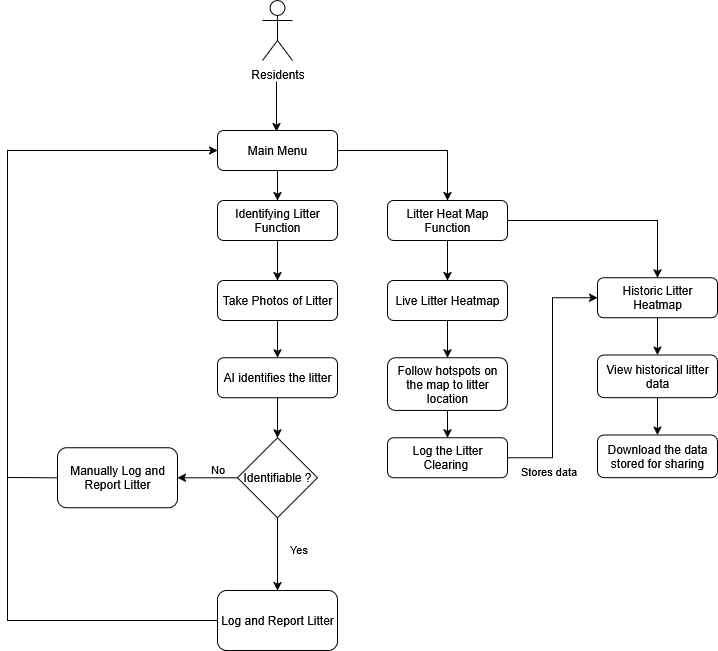 Residents
Main Menu
Identifying Litter
Function
Take Photos of Litter
AI identifies the litter
Identifiable ?
No
Manually Log and
Report Litter
Yes
Log and Report Litter
Litter Heat Map
Function
Live Litter Heatmap
Follow hotspots on
the map to litter
location
Log the Litter
Clearing
Stores data
Historic Litter
Heatmap
View historical litter
data
Download the data
stored for sharing